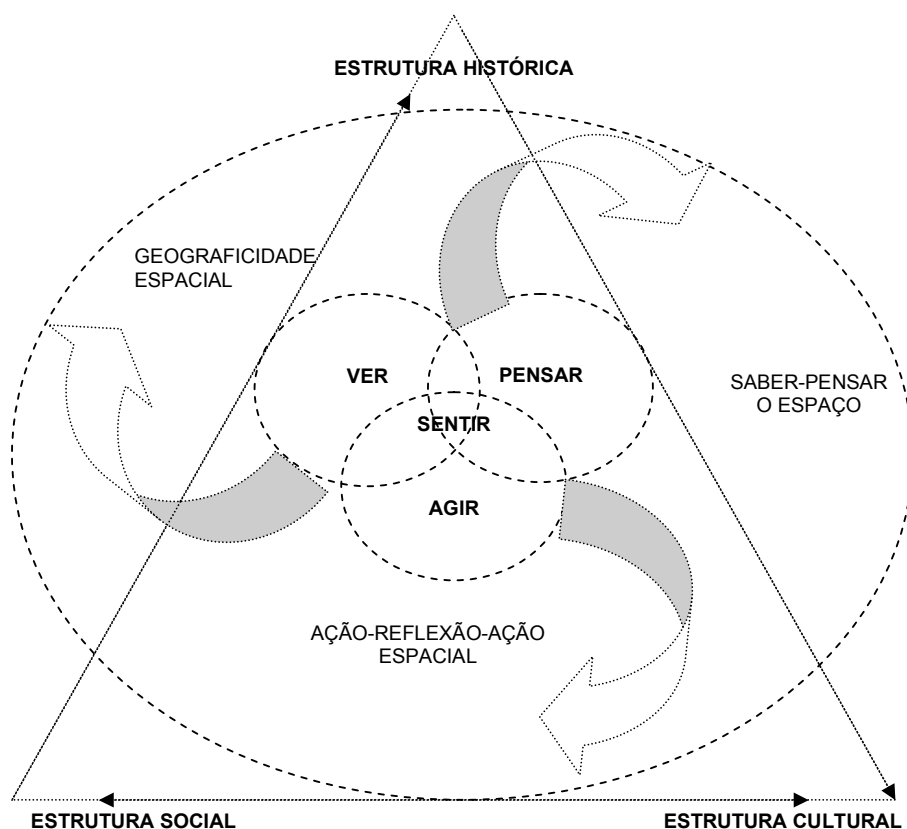 ESTRUTURA HISTÓRICA
GEOGRAFICIDADE
ESPACIAL
VER
PENSAR
SABER-PENSAR
O ESPAÇO
SENTIR
AGIR
AÇÃO-REFLEXÃO-AÇÃO
ESPACIAL
ESTRUTURA SOCIAL
ESTRUTURA CULTURAL